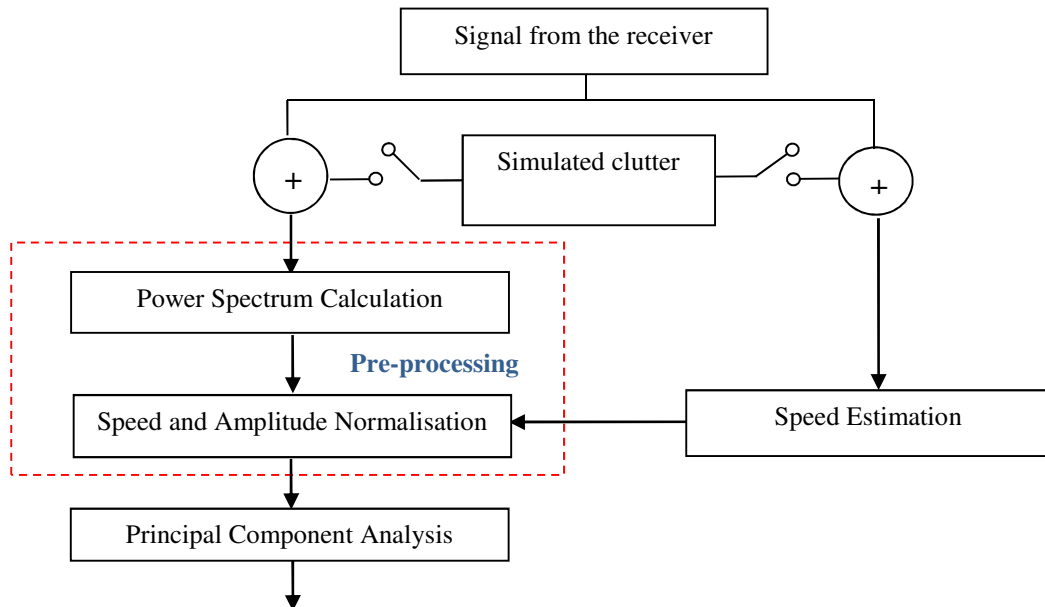 Signal from the receiver
Simulated clutter
+
+
Power Spectrum Calculation
Pre-processing
Speed and Amplitude Normalisation
Speed Estimation
Principal Component Analysis